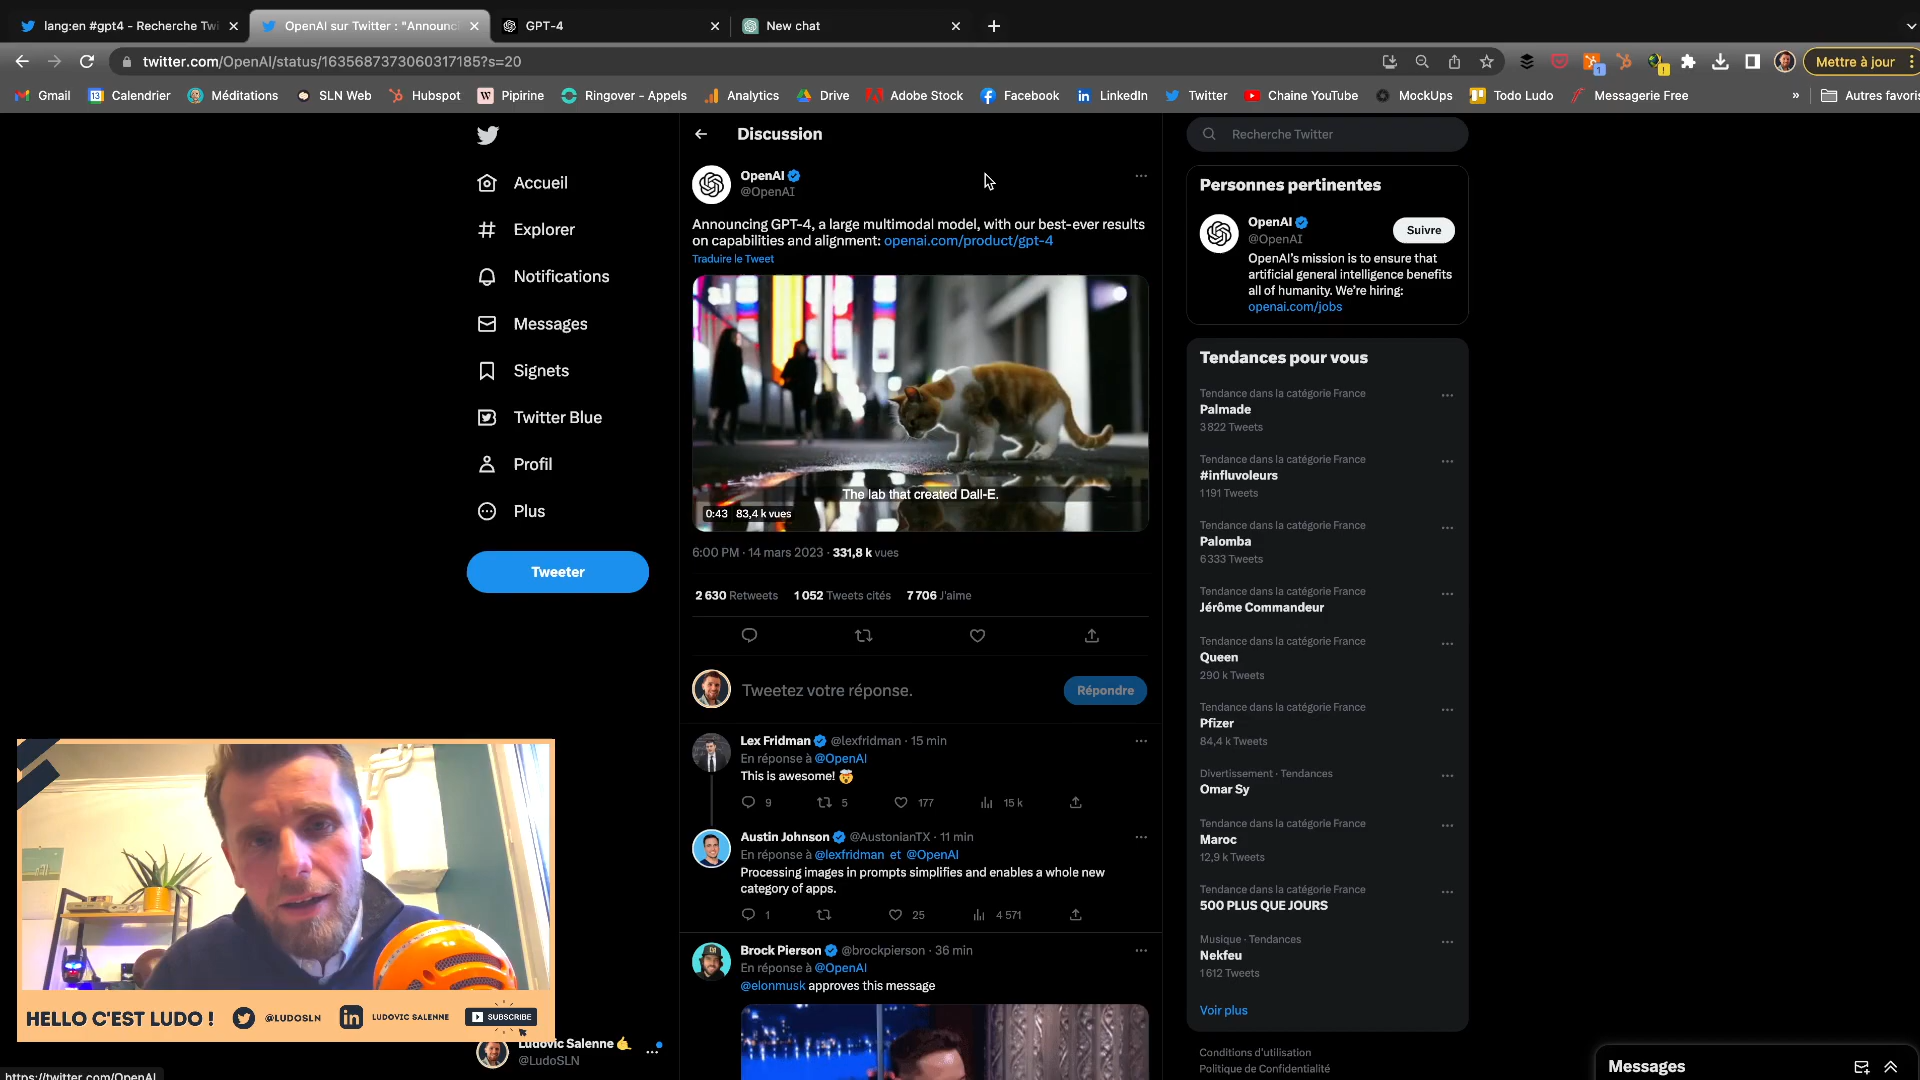 lang:en #gpt4 - Recherche Twi
OpenAI sur Twitter : "Announc
GPT-4
New chat
twitter.com/OpenAI/status/1635687373060317185?s=20
Mettre à jour
Gmail
Calendrier
Méditations
SLN Web
Hubspot
Pipirine
Ringover - Appels
Analytics
Drive
Adobe Stock
Facebook
LinkedIn
Twitter
Chaine YouTube
MockUps
Todo Ludo
Messagerie Free
»
Autres favoris
Accueil
Explorer
Notifications
Messages
Signets
Twitter Blue
Profil
Plus
Tweeter
Discussion
OpenAI
@OpenAI
Announcing GPT-4, a large multimodal model, with our best-ever results
on capabilities and alignment: openai.com/product/gpt-4
Traduire le Tweet
The lab that created Dall-E.
0:43 83,4 k vues
6:00 PM · 14 mars 2023 · 331,8 k vues
2 630 Retweets 1 052 Tweets cités 7 706 J'aime
Tweetez votre réponse.
Répondre
Lex Fridman @lexfridman · 15 min
En réponse à @OpenAI
This is awesome! 🤯
9 5 177 15 k
Austin Johnson @AustonianTX · 11 min
En réponse à @lexfridman et @OpenAI
Processing images in prompts simplifies and enables a whole new
category of apps.
1 25 4 571
Brock Pierson @brockpierson · 36 min
En réponse à @OpenAI
@elonmusk approves this message
Recherche Twitter
Personnes pertinentes
OpenAI
@OpenAI
Suivre
OpenAI's mission is to ensure that
artificial general intelligence benefits
all of humanity. We're hiring:
openai.com/jobs
Tendances pour vous
Tendance dans la catégorie France
Palmade
3 822 Tweets
Tendance dans la catégorie France
#influvoleurs
1 191 Tweets
Tendance dans la catégorie France
Palomba
6 333 Tweets
Tendance dans la catégorie France
Jérôme Commandeur
Tendance dans la catégorie France
Queen
290 k Tweets
Tendance dans la catégorie France
Pfizer
84,4 k Tweets
Divertissement · Tendances
Omar Sy
Tendance dans la catégorie France
Maroc
12,9 k Tweets
Tendance dans la catégorie France
500 PLUS QUE JOURS
Musique · Tendances
Nekfeu
1 612 Tweets
Voir plus
Conditions d'utilisation
Politique de Confidentialité
Messages
HELLO C'EST LUDO !
@LUDOSLN
LUDOVIC SALENNE
SUBSCRIBE
Ludovic Salenne 🤙
@LudoSLN
https://twitter.com/OpenAI